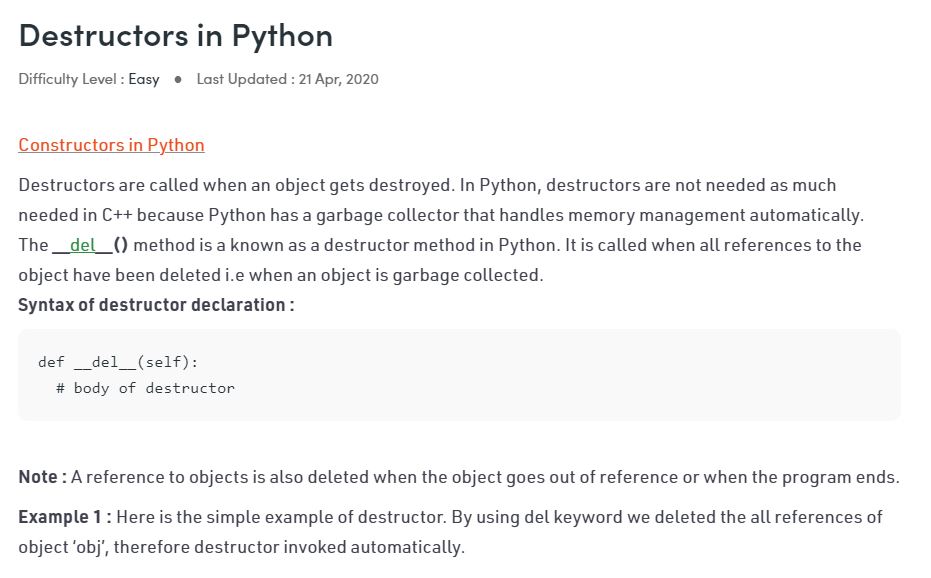 Destructors in Python
Difficulty Level : Easy ● Last Updated : 21 Apr, 2020
Constructors in Python
Destructors are called when an object gets destroyed. In Python, destructors are not needed as much
needed in C++ because Python has a garbage collector that handles memory management automatically.
The __del__() method is a known as a destructor method in Python. It is called when all references to the
object have been deleted i.e when an object is garbage collected.
Syntax of destructor declaration :
def __del__(self):
  # body of destructor
Note : A reference to objects is also deleted when the object goes out of reference or when the program ends.
Example 1 : Here is the simple example of destructor. By using del keyword we deleted the all references of
object ‘obj’, therefore destructor invoked automatically.